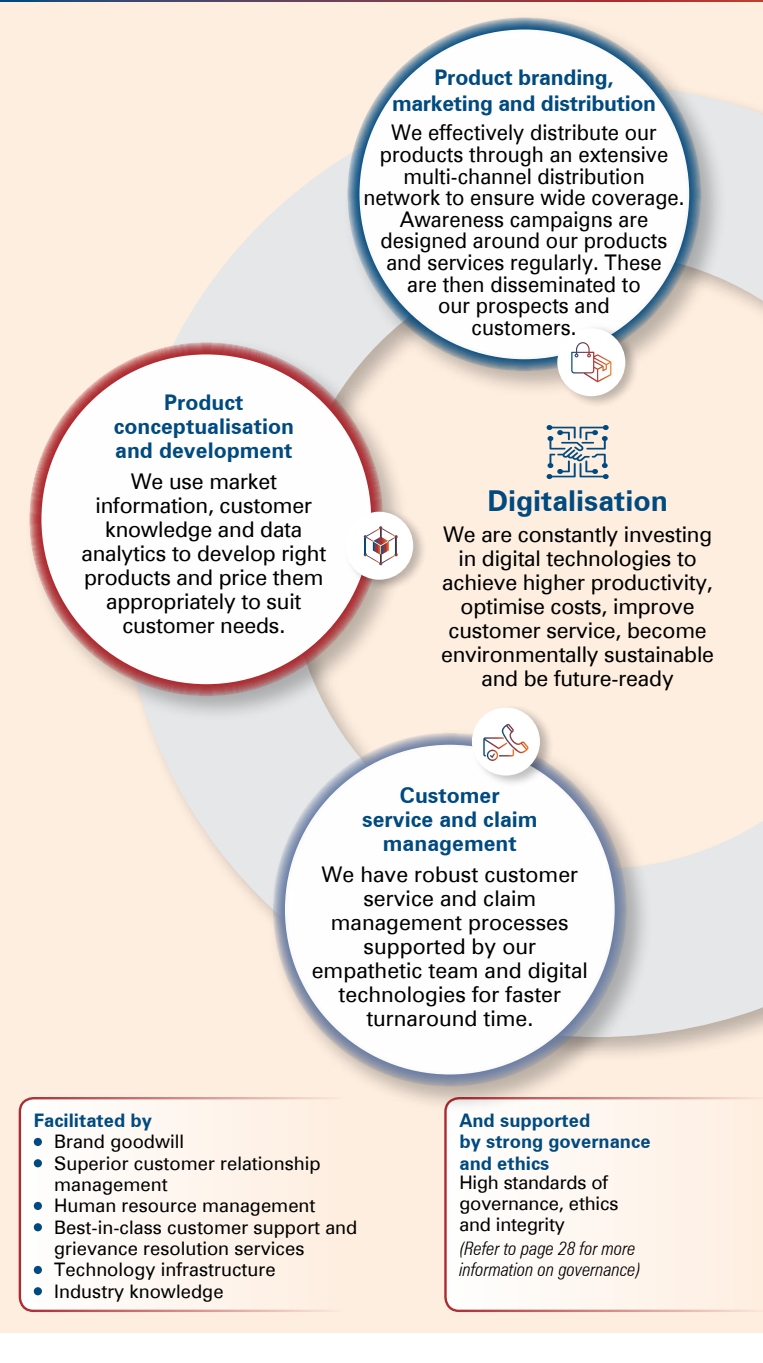 Product branding,
marketing and distribution
We effectively distribute our
products through an extensive
multi-channel distribution
network to ensure wide coverage.
Awareness campaigns are
designed around our products
and services regularly. These
are then disseminated to
our prospects and
customers.
Product
conceptualisation
and development
We use market
information, customer
knowledge and data
analytics to develop right
products and price them
appropriately to suit
customer needs.
Digitalisation
We are constantly investing
in digital technologies to
achieve higher productivity,
optimise costs, improve
customer service, become
environmentally sustainable
and be future-ready
Customer
service and claim
management
We have robust customer
service and claim
management processes
supported by our
empathetic team and digital
technologies for faster
turnaround time.
Facilitated by
• Brand goodwill
• Superior customer relationship
management
• Human resource management
• Best-in-class customer support and
grievance resolution services
• Technology infrastructure
• Industry knowledge
And supported
by strong governance
and ethics
High standards of
governance, ethics
and integrity
(Refer to page 28 for more
information on governance)